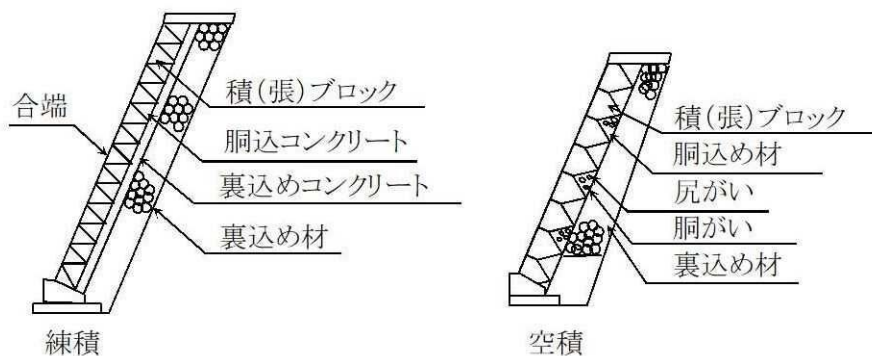 合端
積(張)ブロック
胴込コンクリート
裏込めコンクリート
裏込め材
練積
積(張)ブロック
胴込め材
尻がい
胴がい
裏込め材
空積